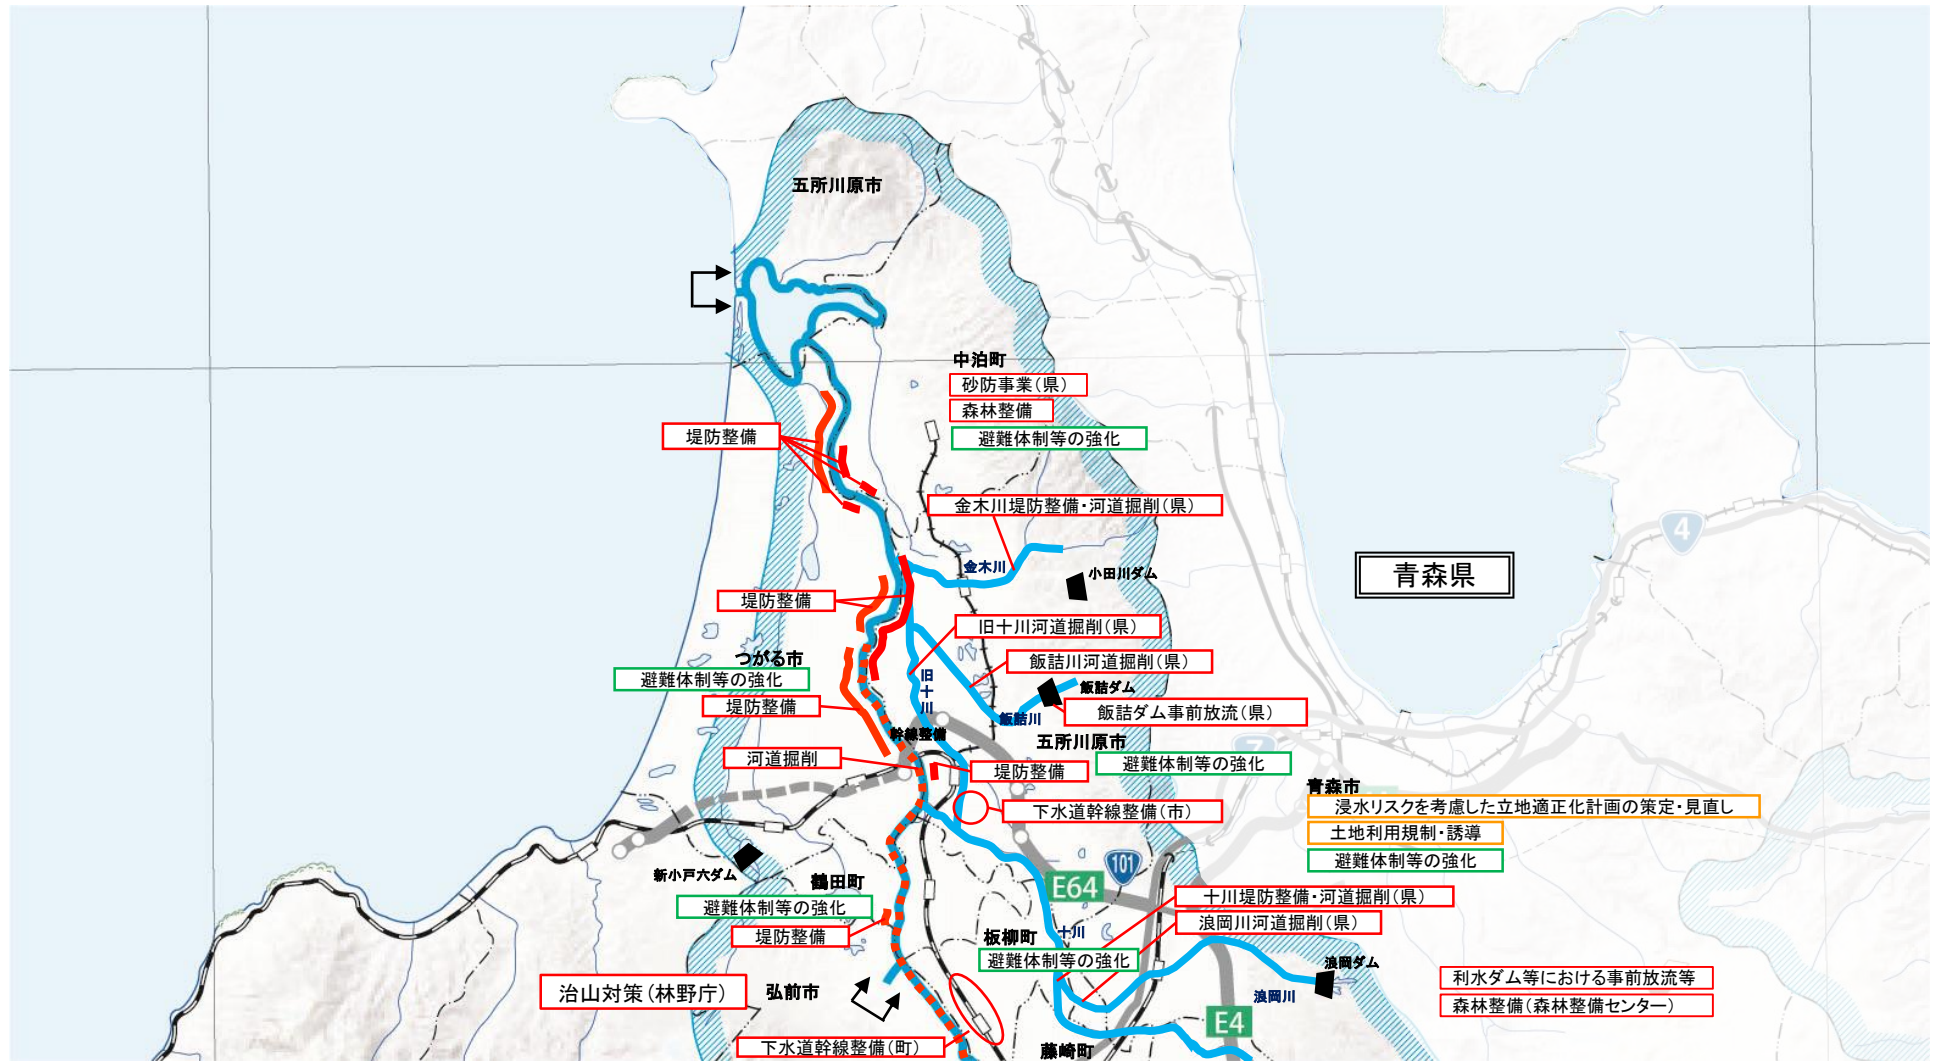 五所川原市
中泊町
砂防事業(県)
森林整備
避難体制等の強化
堤防整備
金木川堤防整備・河道掘削(県)
4
金木川
小田川ダム
青森県
堤防整備
旧十川河道掘削(県)
飯詰川河道掘削(県)
つがる市
避難体制等の強化
旧十川
飯詰ダム
堤防整備
飯詰川
飯詰ダム事前放流(県)
幹線整備
五所川原市
7
河道掘削
堤防整備
避難体制等の強化
青森市
下水道幹線整備(市)
浸水リスクを考慮した立地適正化計画の策定・見直し
土地利用規制・誘導
避難体制等の強化
101
新小戸六ダム
鶴田町
E64
避難体制等の強化
十川堤防整備・河道掘削(県)
浪岡川河道掘削(県)
堤防整備
板柳町
十川
避難体制等の強化
浪岡ダム
利水ダム等における事前放流等
治山対策(林野庁)
弘前市
浪岡川
森林整備(森林整備センター)
E4
下水道幹線整備(町)
藤崎町